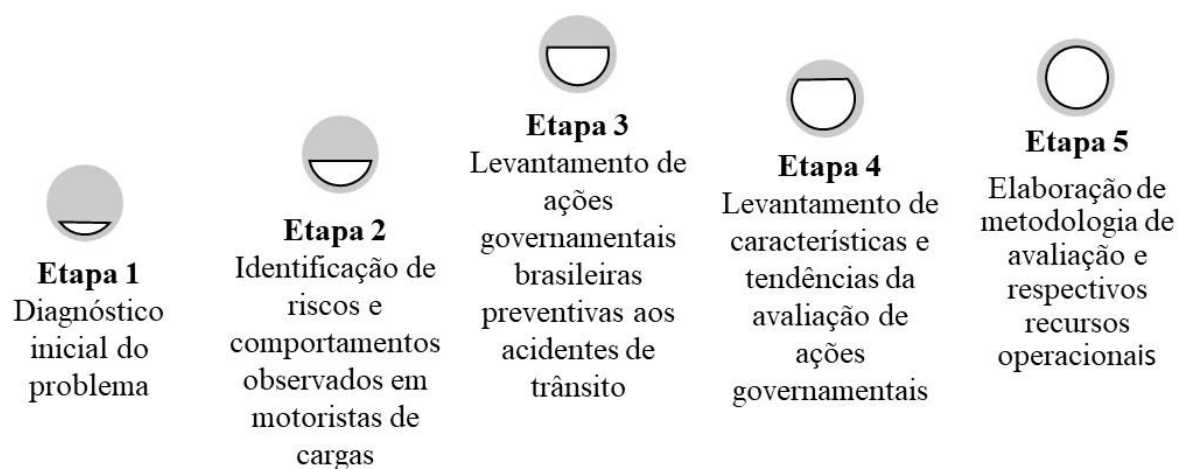 Etapa 1
Diagnóstico
inicial do
problema
Etapa 2
Identificação de
riscos e
comportamentos
observados em
motoristas de
cargas
Etapa 3
Levantamento de
ações
governamentais
brasileiras
preventivas aos
acidentes de
trânsito
Etapa 4
Levantamento de
características e
tendências da
avaliação de
ações
governamentais
Etapa 5
Elaboração de
metodologia de
avaliação e
respectivos
recursos
operacionais